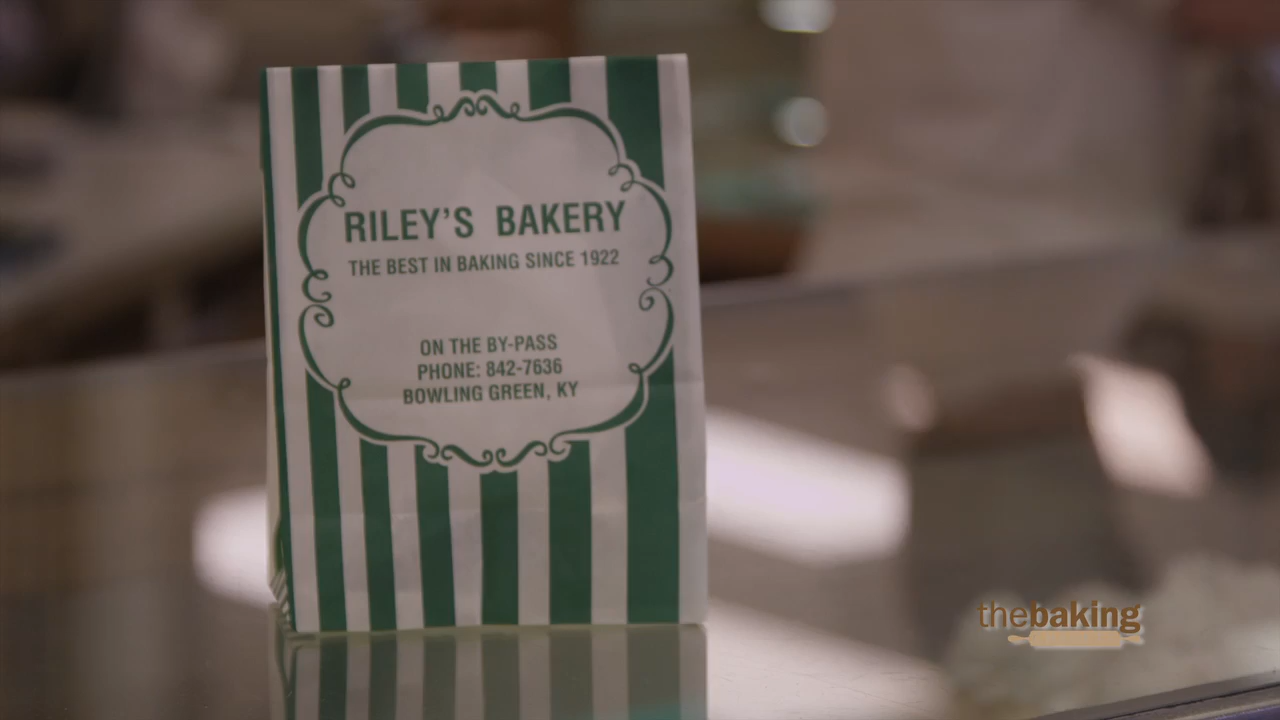 RILEY'S BAKERY
THE BEST IN BAKING SINCE 1922
ON THE BY-PASS
PHONE: 842-7636
BOWLING GREEN, KY
thebaking